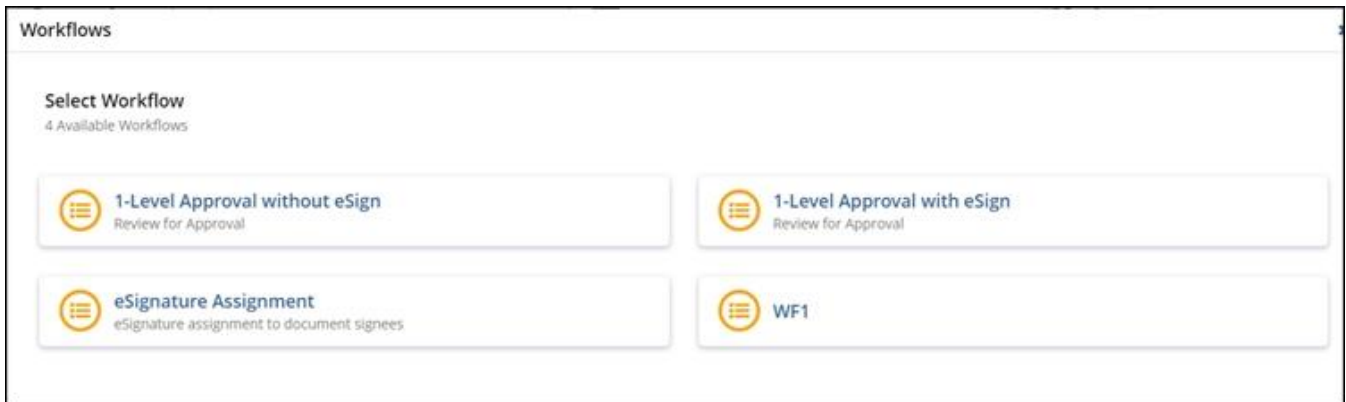 Workflows
Select Workflow
4 Available Workflows
1-Level Approval without eSign
Review for Approval
1-Level Approval with eSign
Review for Approval
eSignature Assignment
eSignature assignment to document signees
WF1